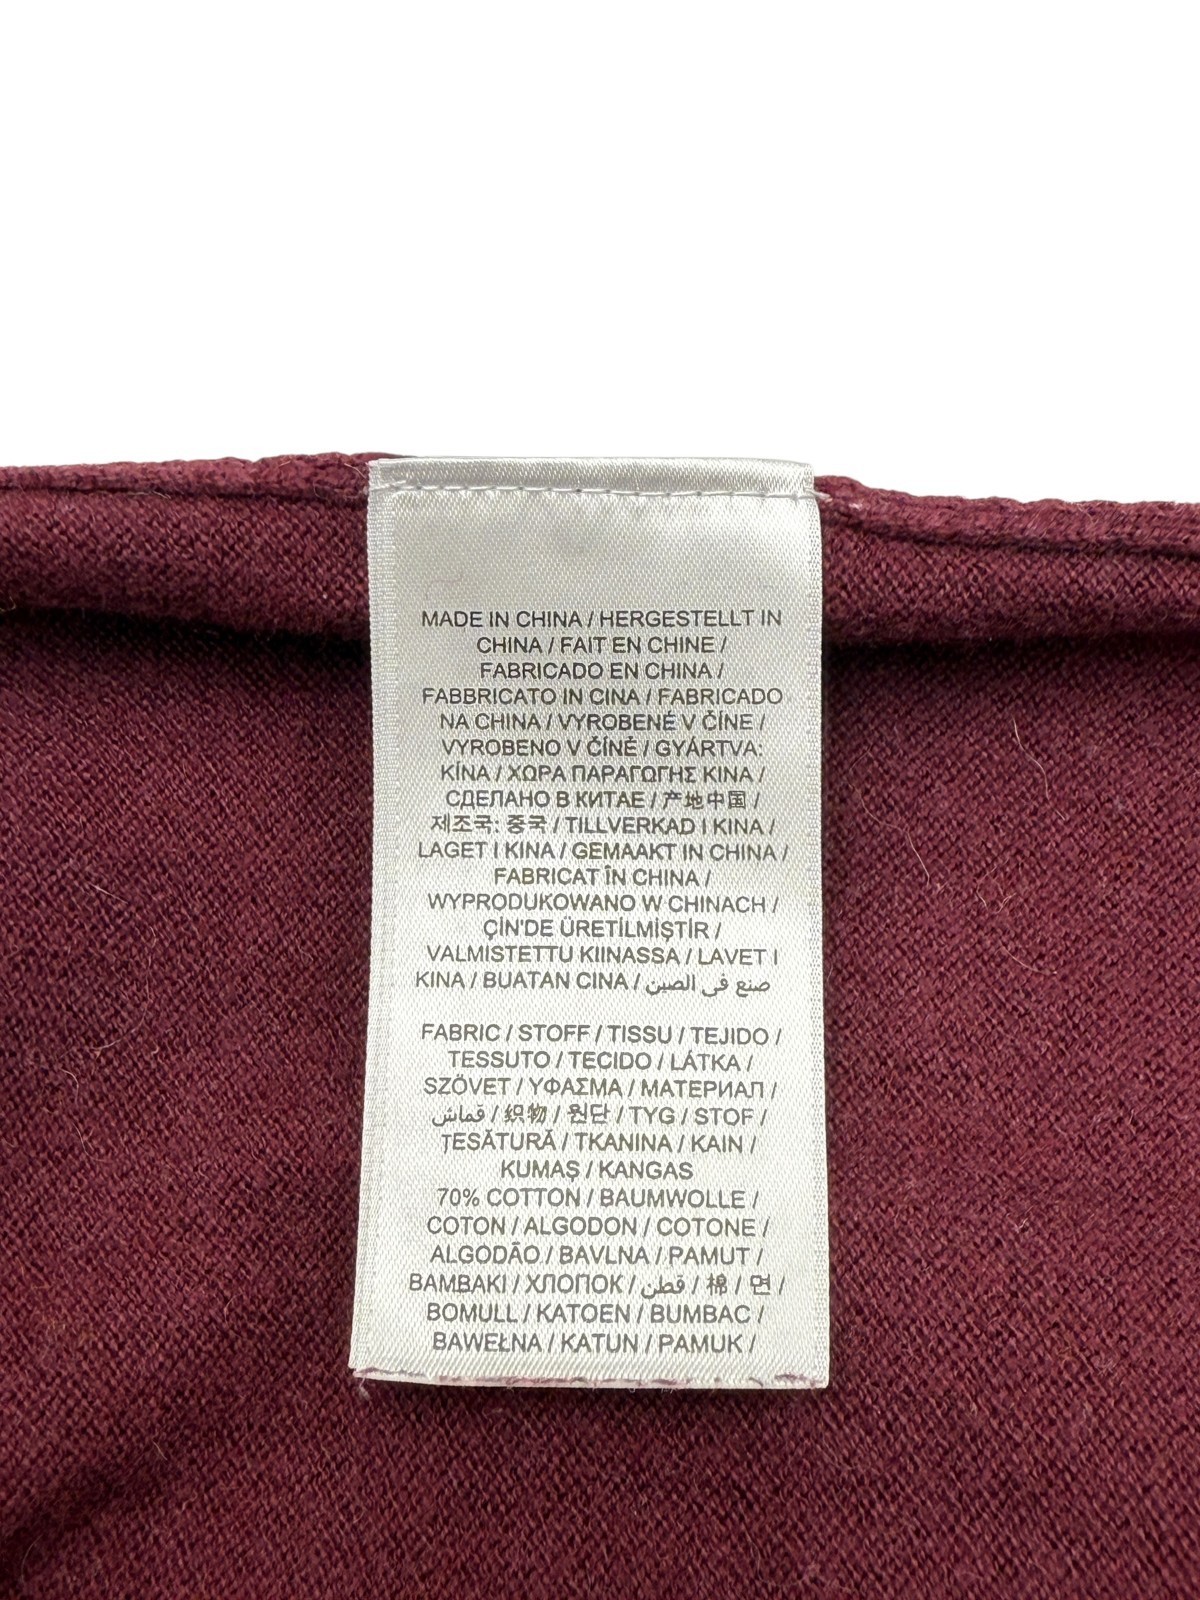 MADE IN CHINA / HERGESTELLT IN
CHINA / FAIT EN CHINE /
FABRICADO EN CHINA /
FABBRICATO IN CINA / FABRICADO
NA CHINA / VYROBENÉ V ČÍNE /
VYROBENO V ČÍNĚ / GYÁRTVA:
KÍNA / ΧΩΡΑ ΠΑΡΑΓΩΓΗΣ ΚΙΝΑ /
СДЕЛАНО В КИТАЕ / 产地中国 /
제조국: 중국 / TILLVERKAD I KINA /
LAGET I KINA / GEMAAKT IN CHINA /
FABRICAT ÎN CHINA /
WYPRODUKOWANO W CHINACH /
ÇİN'DE ÜRETİLMİŞTİR /
VALMISTETTU KIINASSA / LAVET I
KINA / BUATAN CINA / صنع في الصين
FABRIC / STOFF / TISSU / TEJIDO /
TESSUTO / TECIDO / LÁTKA /
SZÖVET / ΥΦΑΣΜΑ / МАТЕРИАЛ /
قماش / 织物 / 원단 / TYG / STOF /
ȚESĂTURĂ / TKANINA / KAIN /
KUMAŞ / KANGAS
70% COTTON / BAUMWOLLE /
COTON / ALGODON / COTONE /
ALGODÃO / BAVLNA / PAMUT /
BAMBAKI / ХЛОПОК / قطن / 棉 / 면 /
BOMULL / KATOEN / BUMBAC /
BAWEŁNA / KATUN / PAMUK /